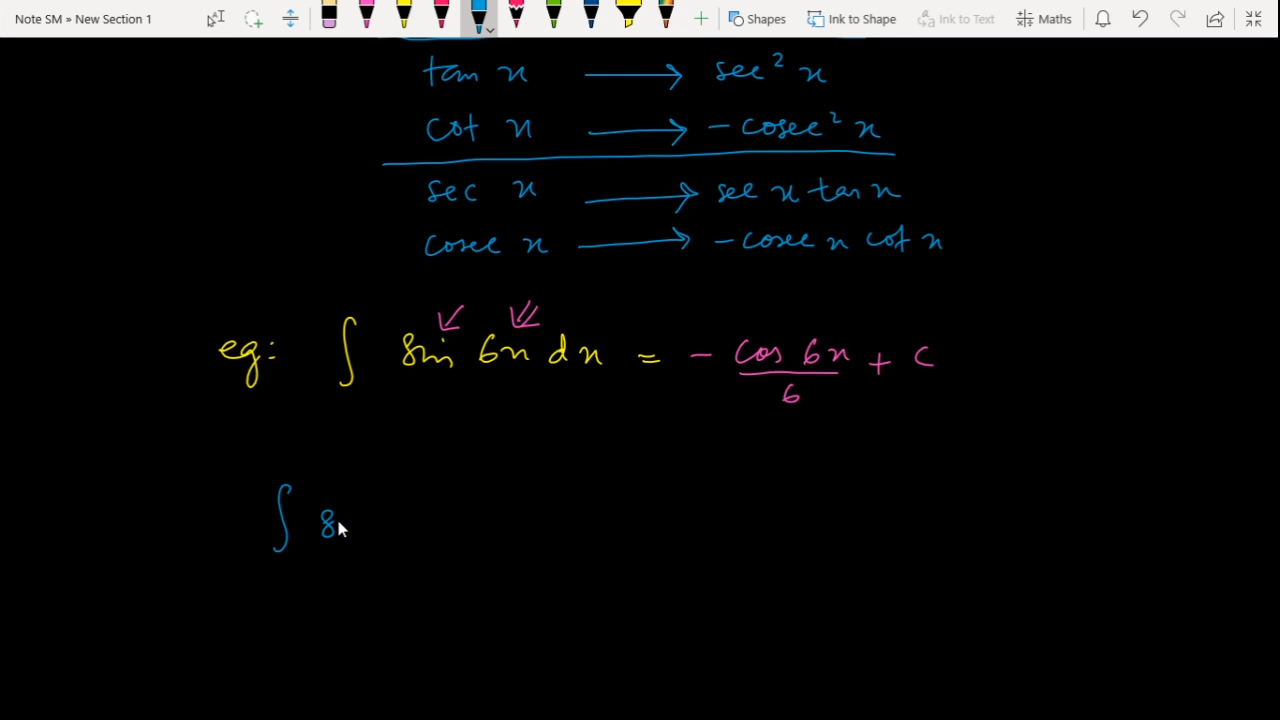 Note SM » New Section 1
Shapes
Ink to Shape
Ink to Text
Maths
tan x → sec² x
cot x → - cosec² x
sec x → sec x tan x
cosec x → - cosec x cot x
eg: ∫ sin 6x dx = - cos 6x / 6 + c
∫ s